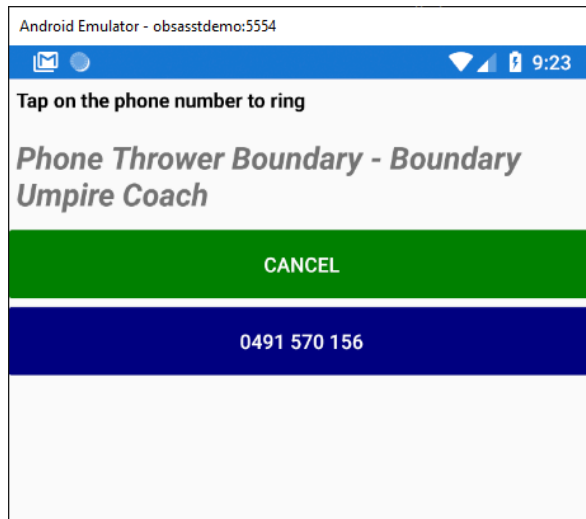 Android Emulator - obsasstdemo:5554
9:23
Tap on the phone number to ring
Phone Thrower Boundary - Boundary
Umpire Coach
CANCEL
0491 570 156